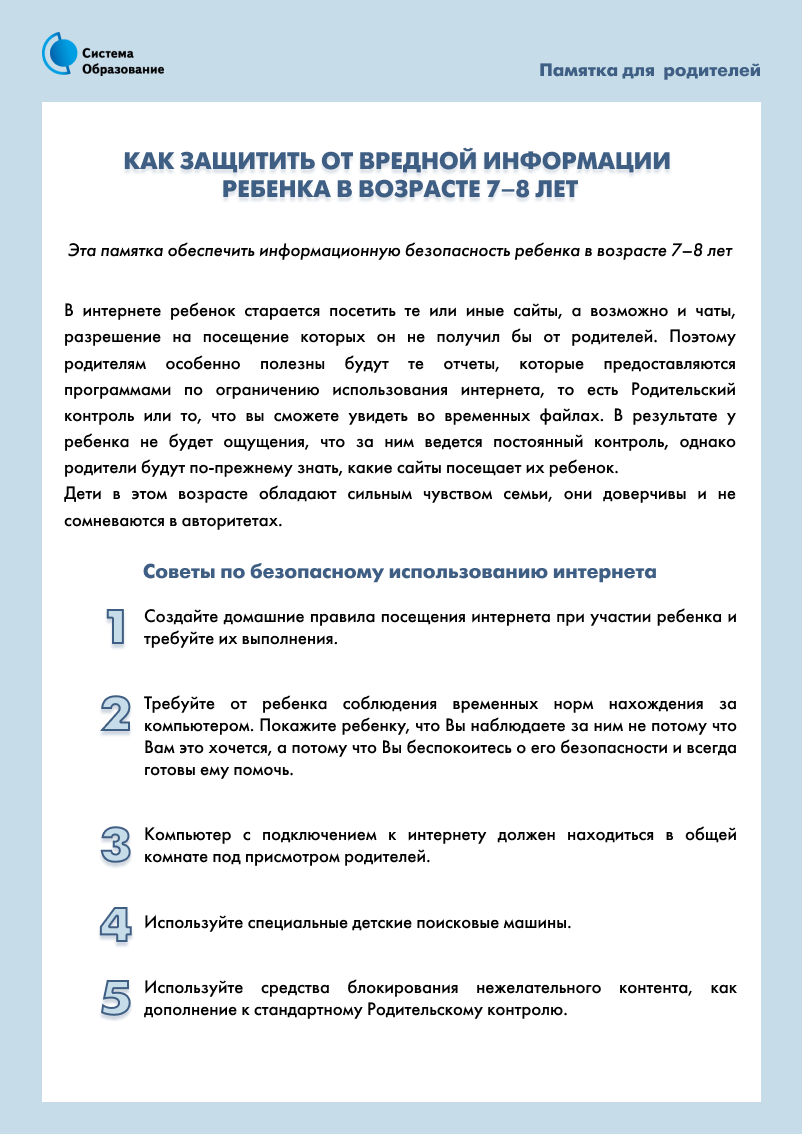 Система
Образование
Памятка для родителей
КАК ЗАЩИТИТЬ ОТ ВРЕДНОЙ ИНФОРМАЦИИ
РЕБЕНКА В ВОЗРАСТЕ 7–8 ЛЕТ
Эта памятка обеспечить информационную безопасность ребенка в возрасте 7–8 лет
В интернете ребенок старается посетить те или иные сайты, а возможно и чаты,
разрешение на посещение которых он не получил бы от родителей. Поэтому
родителям особенно полезны будут те отчеты, которые предоставляются
программами по ограничению использования интернета, то есть Родительский
контроль или то, что вы сможете увидеть во временных файлах. В результате у
ребенка не будет ощущения, что за ним ведется постоянный контроль, однако
родители будут по-прежнему знать, какие сайты посещает их ребенок.
Дети в этом возрасте обладают сильным чувством семьи, они доверчивы и не
сомневаются в авторитетах.
Советы по безопасному использованию интернета
1 Создайте домашние правила посещения интернета при участии ребенка и
требуйте их выполнения.
2 Требуйте от ребенка соблюдения временных норм нахождения за
компьютером. Покажите ребенку, что Вы наблюдаете за ним не потому что
Вам это хочется, а потому что Вы беспокоитесь о его безопасности и всегда
готовы ему помочь.
3 Компьютер с подключением к интернету должен находиться в общей
комнате под присмотром родителей.
4 Используйте специальные детские поисковые машины.
5 Используйте средства блокирования нежелательного контента, как
дополнение к стандартному Родительскому контролю.